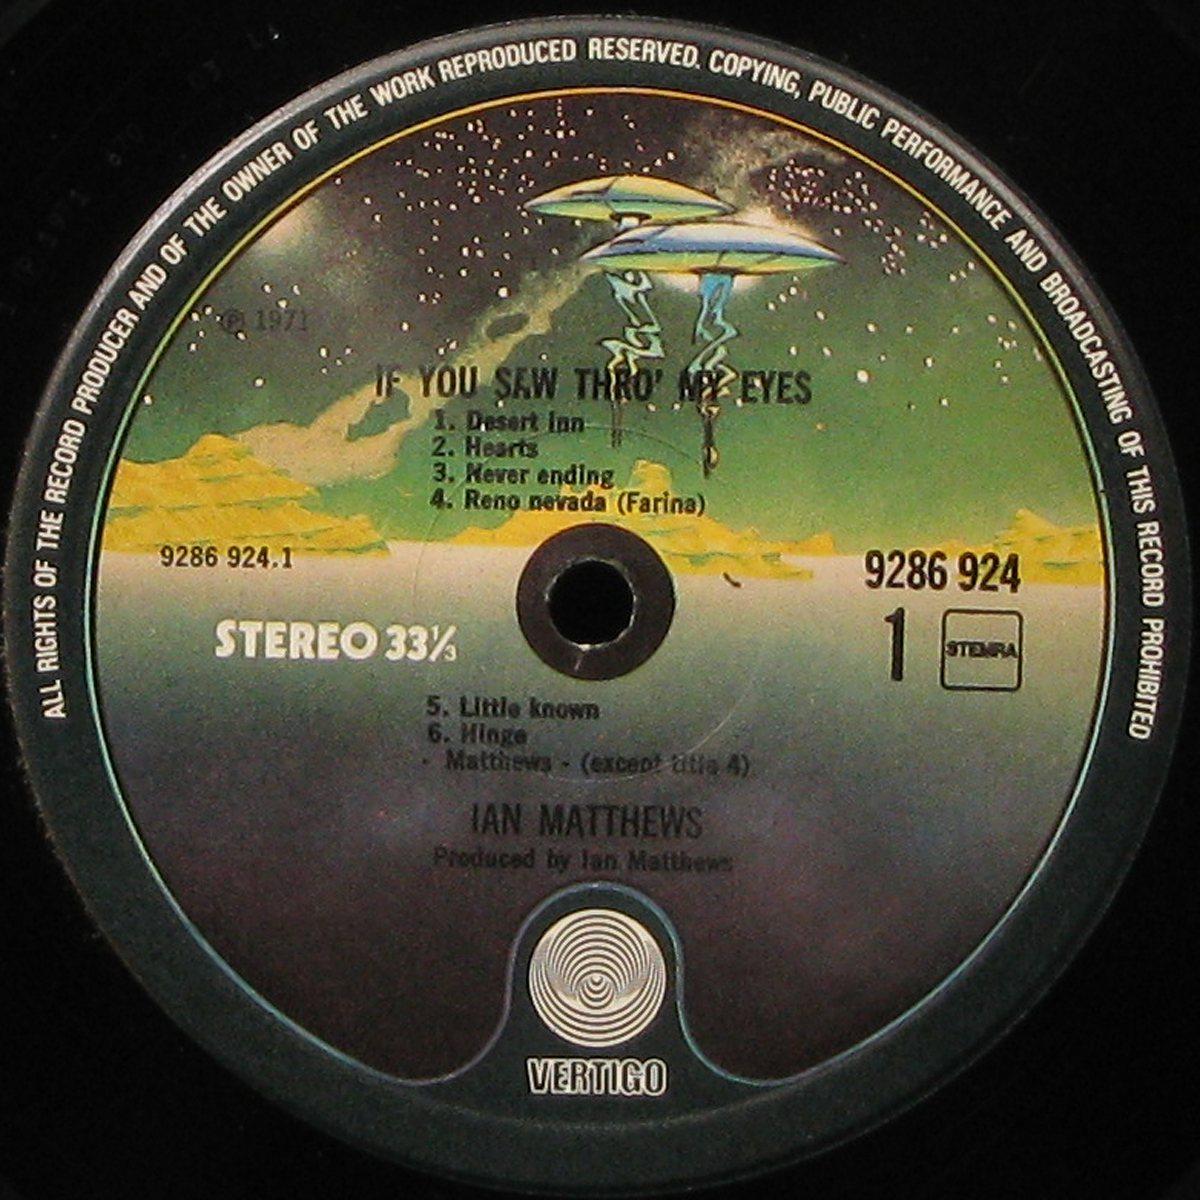 ALL RIGHTS OF THE RECORD PRODUCER AND OF THE OWNER OF THE WORK REPRODUCED RESERVED. COPYING, PUBLIC PERFORMANCE AND BROADCASTING OF THIS RECORD PROHIBITED
℗ 1971
IF YOU SAW THRO' MY EYES
1. Desert inn
2. Hearts
3. Never ending
4. Reno nevada (Farina)
9286 924.1
9286 924
STEREO 33⅓
1
STEMRA
5. Little known
6. Hinge
- Matthews - (except title 4)
IAN MATTHEWS
Produced by Ian Matthews
VERTIGO